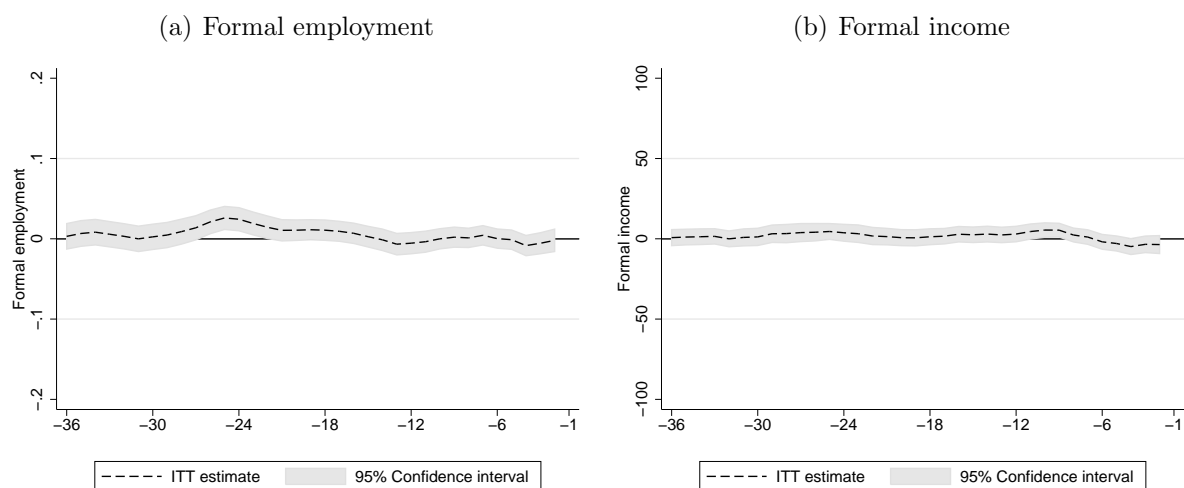 (a) Formal employment
.2
.1
0
-.1
-.2
Formal employment
-36 -30 -24 -18 -12 -6 -1
ITT estimate 95% Confidence interval
(b) Formal income
100
50
0
-50
-100
Formal income
-36 -30 -24 -18 -12 -6 -1
ITT estimate 95% Confidence interval